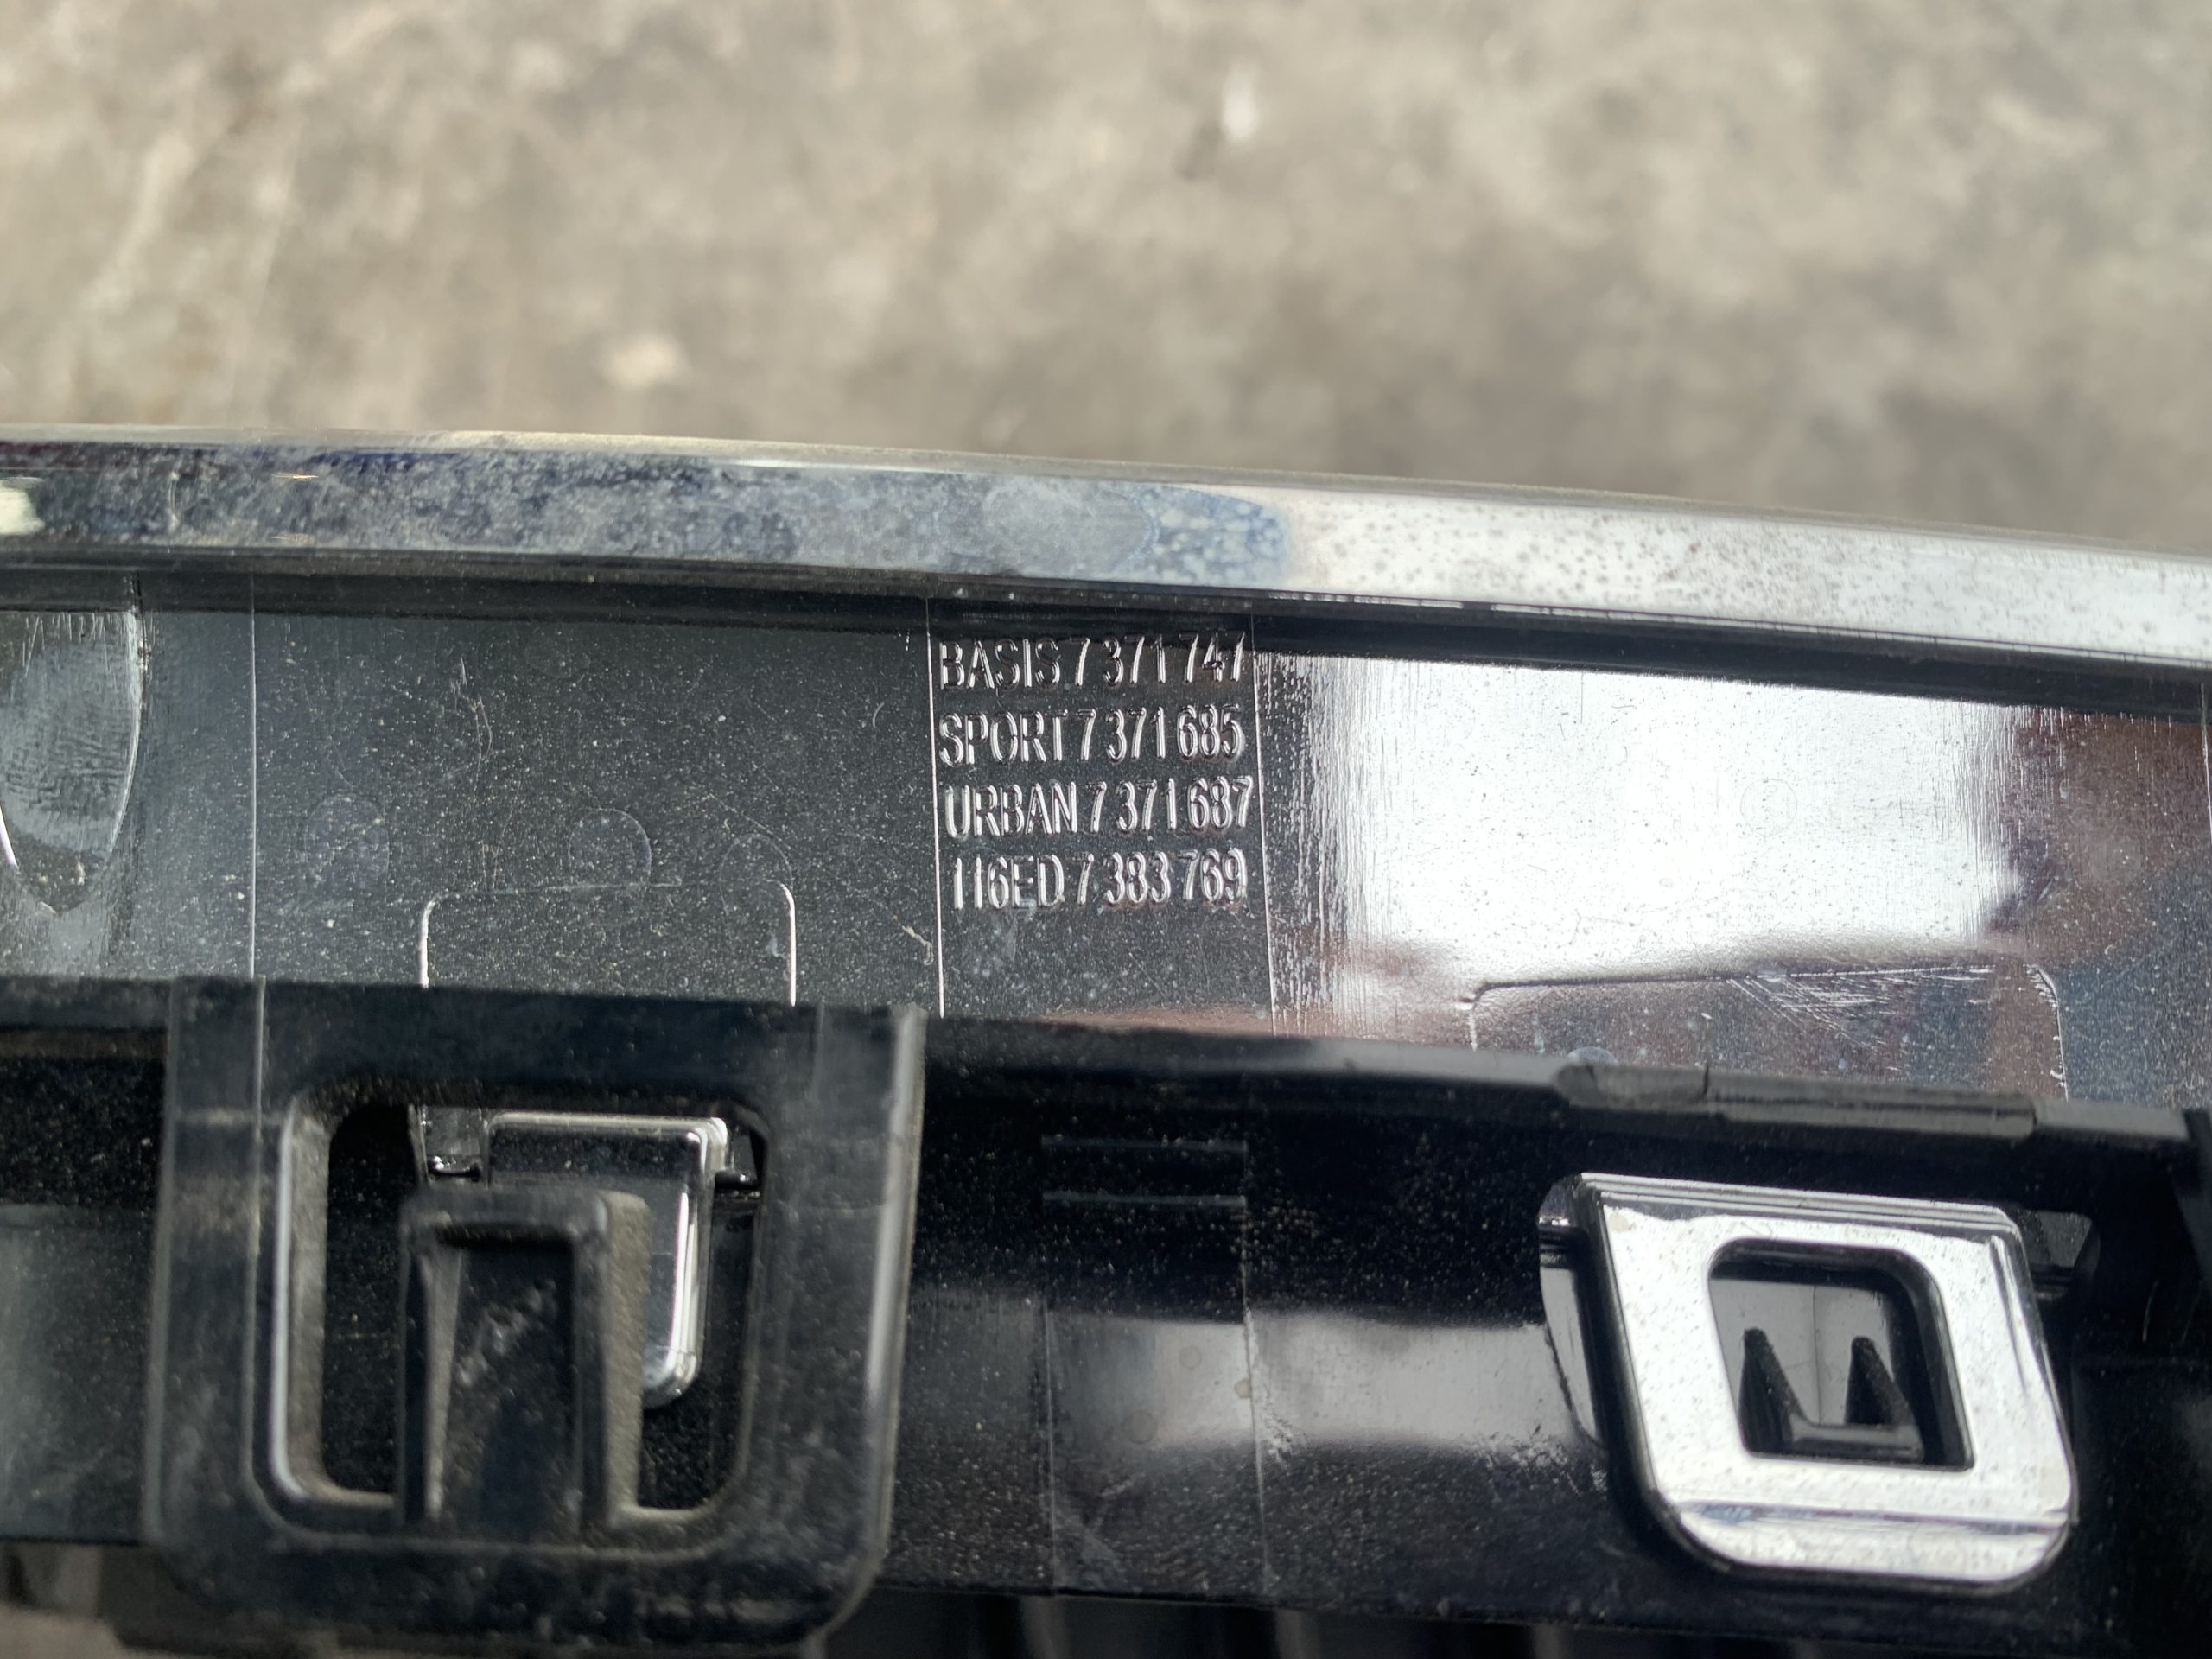 BASIS 7 371 747
SPORT 7 371 685
URBAN 7 371 687
116ED 7 383 769